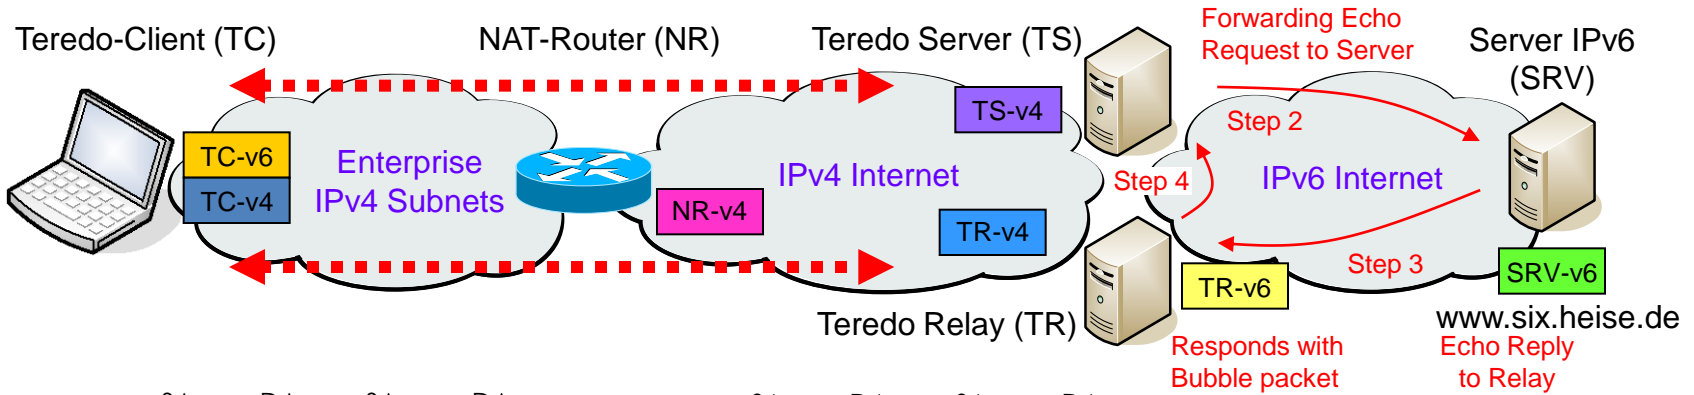 Teredo-Client (TC)
NAT-Router (NR)
Teredo Server (TS)
Forwarding Echo
Request to Server
Server IPv6
(SRV)
TS-v4
Step 2
TC-v6
TC-v4
Enterprise
IPv4 Subnets
IPv4 Internet
Step 4
IPv6 Internet
NR-v4
TR-v4
Step 3
TR-v6
SRV-v6
Teredo Relay (TR)
www.six.heise.de
Responds with
Bubble packet
Echo Reply
to Relay